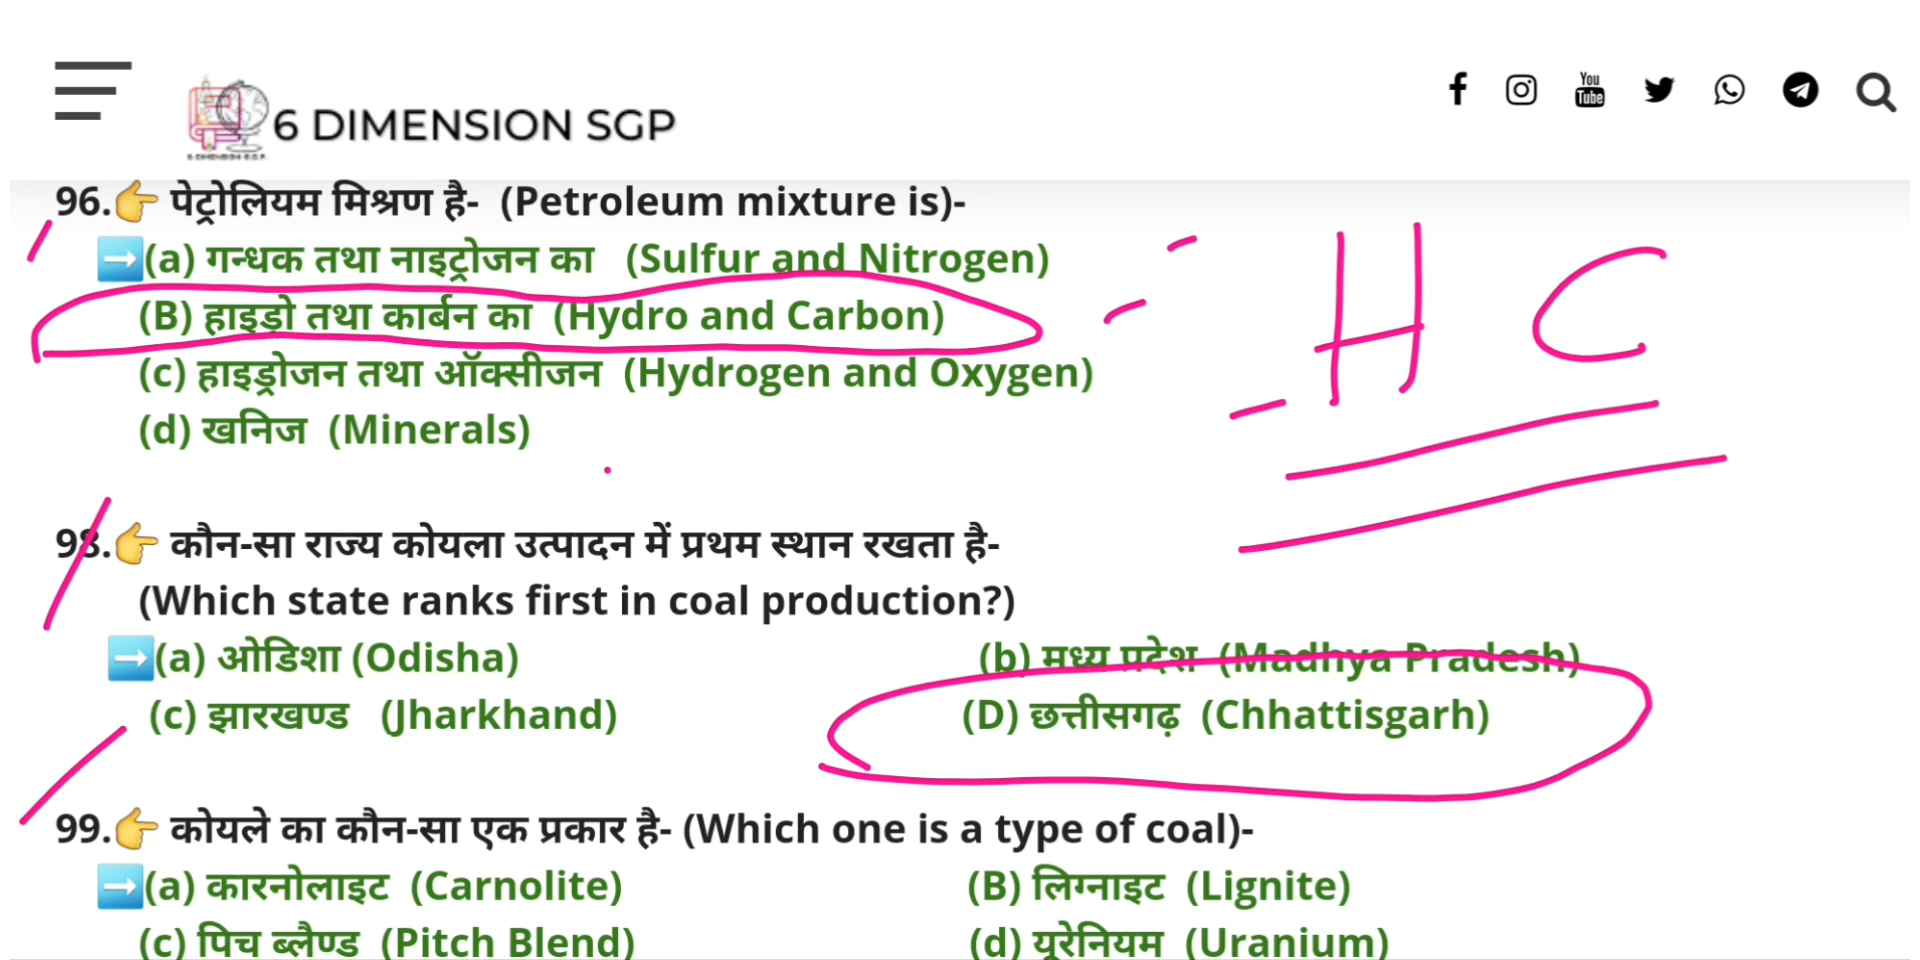 6 DIMENSION SGP
You
Tube
6 DIMENSION S.G.P.
96.👉 पेट्रोलियम मिश्रण है- (Petroleum mixture is)-
➡️(a) गन्धक तथा नाइट्रोजन का (Sulfur and Nitrogen)
(B) हाइड्रो तथा कार्बन का (Hydro and Carbon)
(c) हाइड्रोजन तथा ऑक्सीजन (Hydrogen and Oxygen)
(d) खनिज (Minerals)
H C
98.👉 कौन-सा राज्य कोयला उत्पादन में प्रथम स्थान रखता है-
(Which state ranks first in coal production?)
➡️(a) ओडिशा (Odisha) (b) मध्य प्रदेश (Madhya Pradesh)
(c) झारखण्ड (Jharkhand) (D) छत्तीसगढ़ (Chhattisgarh)
99.👉 कोयले का कौन-सा एक प्रकार है- (Which one is a type of coal)-
➡️(a) कारनोलाइट (Carnolite) (B) लिग्नाइट (Lignite)
(c) पिच ब्लैण्ड (Pitch Blend) (d) यूरेनियम (Uranium)